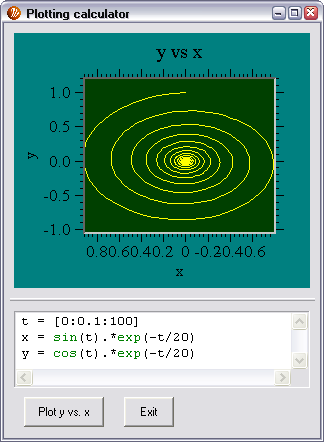 Plotting calculator
y vs x
1.0
0.5
y
0.0
-0.5
-1.0
0.80.60.40.2 0 -0.20.40.6
x
t = [0:0.1:100]
x = sin(t).*exp(-t/20)
y = cos(t).*exp(-t/20)
Plot y vs. x Exit